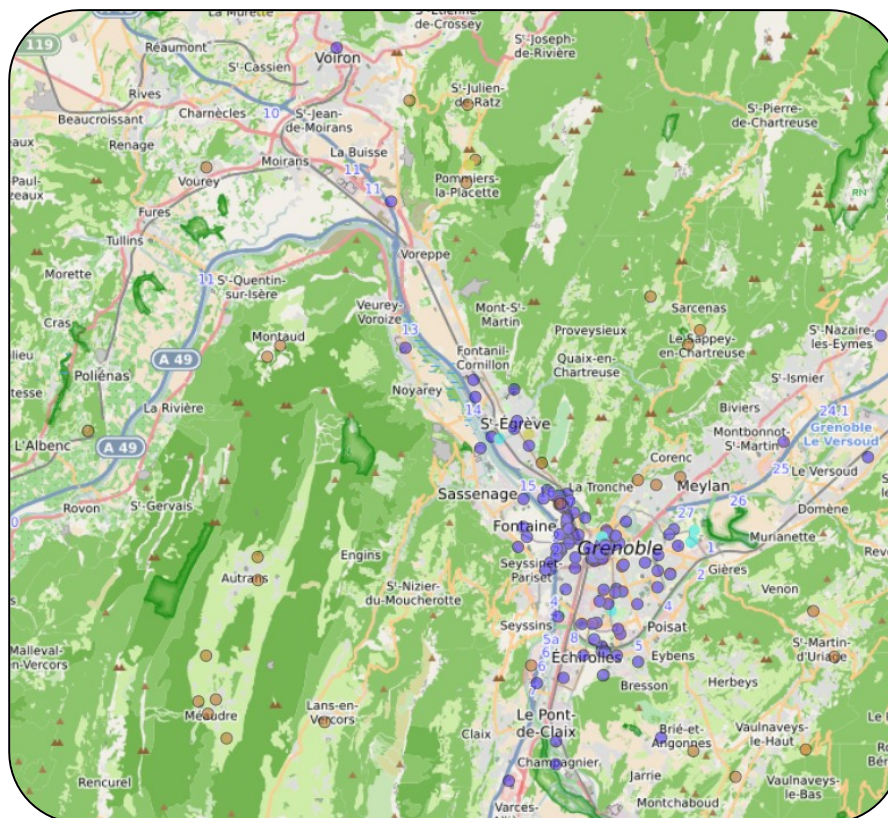 La Murette
St-Étienne-
de-Crossey
119
Réaumont
Voiron
St-Joseph-
de-Rivière
St-Cassien
Rives
St-Julien-
de-Ratz
Charnècles
10
St-Jean-
de-Moirans
St-Pierre-
de-Chartreuse
Beaucroissant
Renage
La Buisse
Moirans
11
11
Vourey
Pommiers-
la-Placette
RN
Fures
Tullins
Voreppe
Morette
11
St-Quentin-
sur-Isère
Veurey-
Voroize
Mont-St-
Martin
Sarcenas
Cras
13
Proveysieux
St-Nazaire-
les-Eymes
Montaud
Le Sappey-
en-Chartreuse
A 49
Fontanil-
Cornillon
Quaix-en-
Chartreuse
Poliénas
St-Ismier
Noyarey
La Rivière
14
Biviers
24.1
St-Égrève
Grenoble
Le Versoud
Montbonnot-
St-Martin
L'Albenc
A 49
Corenc
25
Le Versoud
15
La Tronche
Meylan
Sassenage
26
Rovon
St-Gervais
27
Domène
Fontaine
Murianette
Grenoble
1
Engins
Seyssinet-
Pariset
Gières
2
Autrans
St-Nizier-
du-Moucherotte
Venon
4
4
Seyssins
Poisat
8
5a
St-Martin-
d'Uriage
Malleval-
en-Vercors
6
Échirolles
5
Eybens
6
Bresson
Herbeys
7
Méaudre
Lans-en-
Vercors
Le Pont-
de-Claix
Claix
Brié-et-
Angonnes
Vaulnaveys-
le-Haut
Champagnier
Jarrie
Rencurel
Vaulnaveys-
le-Bas
Varces-
Montchaboud